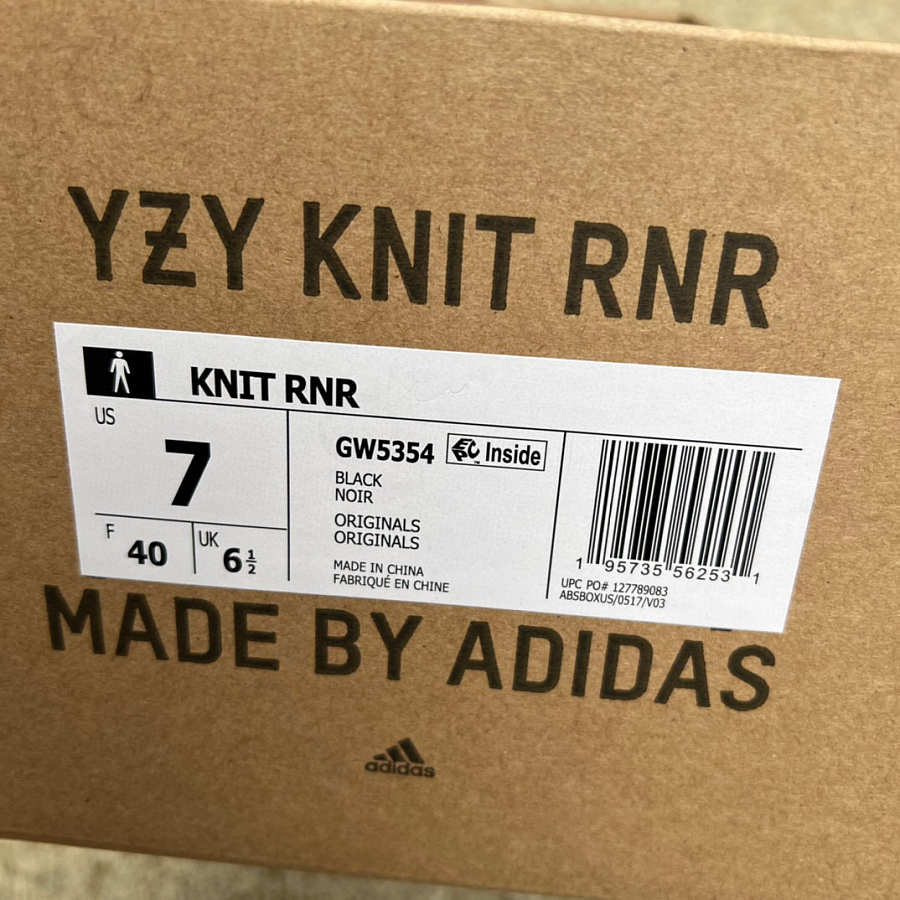 YZY KNIT RNR
KNIT RNR
US
7
F
40
UK
6 1/2
GW5354
EPC Inside
BLACK
NOIR
ORIGINALS
ORIGINALS
MADE IN CHINA
FABRIQUÉ EN CHINE
1 95735 56253 1
UPC PO# 127789083
ABSBOXUS/0517/V03
MADE BY ADIDAS
adidas